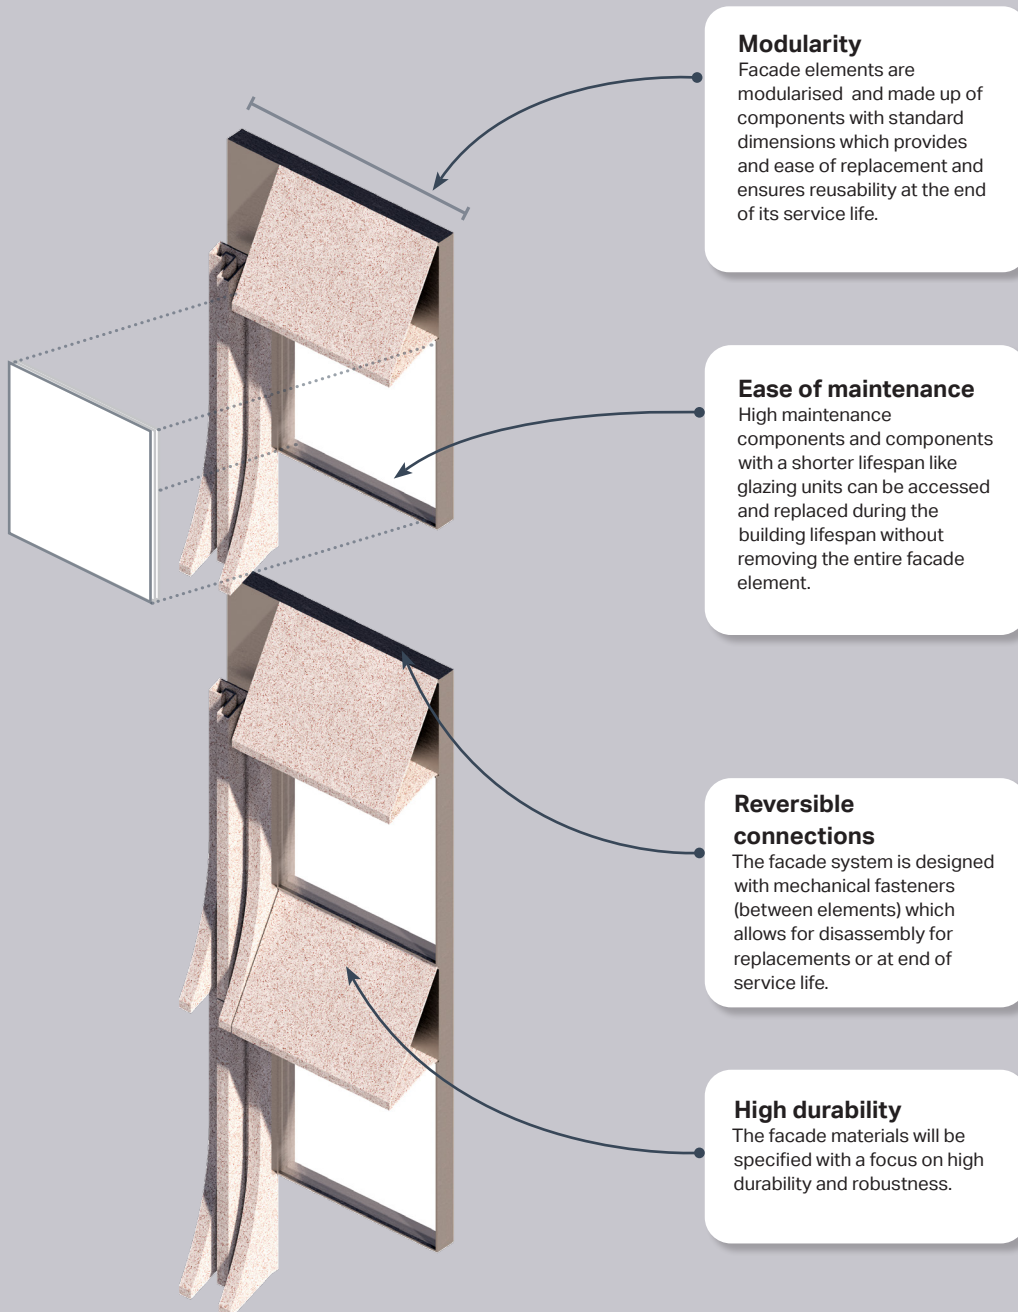 Modularity
Facade elements are
modularised and made up of
components with standard
dimensions which provides
and ease of replacement and
ensures reusability at the end
of its service life.
Ease of maintenance
High maintenance
components and components
with a shorter lifespan like
glazing units can be accessed
and replaced during the
building lifespan without
removing the entire facade
element.
Reversible
connections
The facade system is designed
with mechanical fasteners
(between elements) which
allows for disassembly for
replacements or at end of
service life.
High durability
The facade materials will be
specified with a focus on high
durability and robustness.